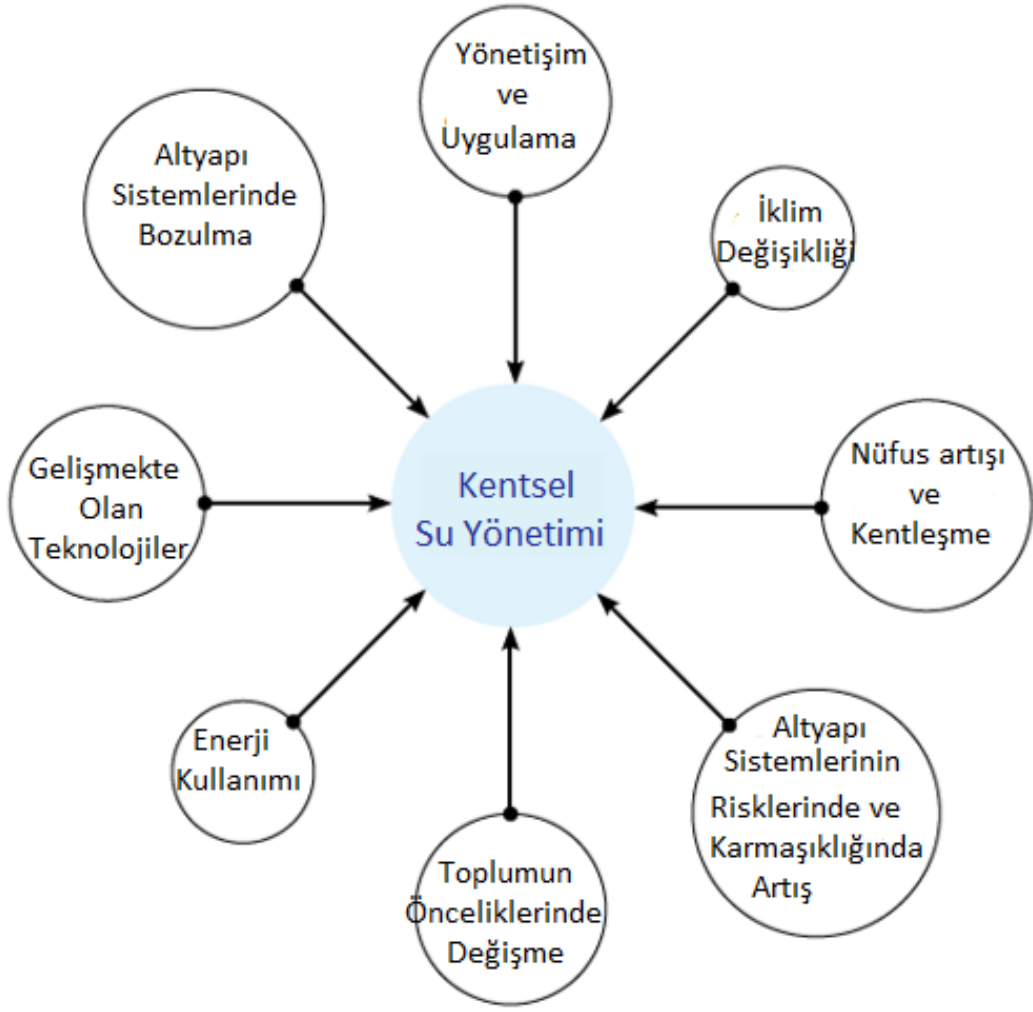 Yönetişim
ve
Uygulama
Altyapı
Sistemlerinde
Bozulma
İklim
Değişikliği
Gelişmekte
Olan
Teknolojiler
Kentsel
Su Yönetimi
Nüfus artışı
ve
Kentleşme
Enerji
Kullanımı
Toplumun
Önceliklerinde
Değişme
Altyapı
Sistemlerinin
Risklerinde ve
Karmaşıklığında
Artış